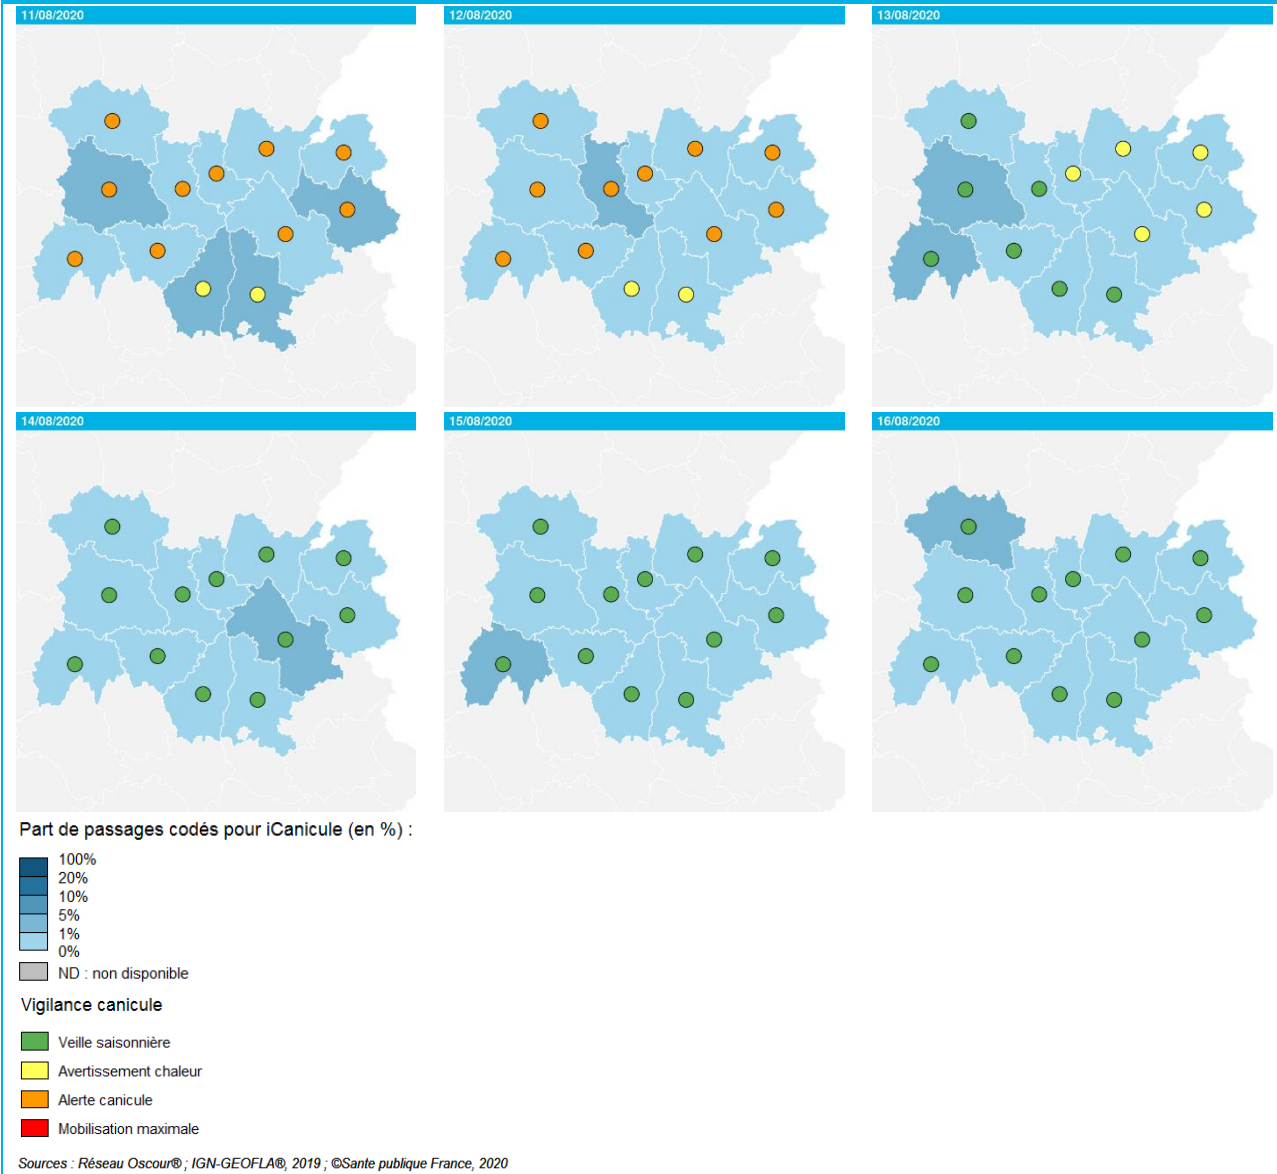 11/08/2020
12/08/2020
13/08/2020
14/08/2020
15/08/2020
16/08/2020
Part de passages codés pour iCanicule (en %) :
100%
20%
10%
5%
1%
0%
ND : non disponible
Vigilance canicule
Veille saisonnière
Avertissement chaleur
Alerte canicule
Mobilisation maximale
Sources : Réseau Oscour® ; IGN-GEOFLA®, 2019 ; ©Sante publique France, 2020